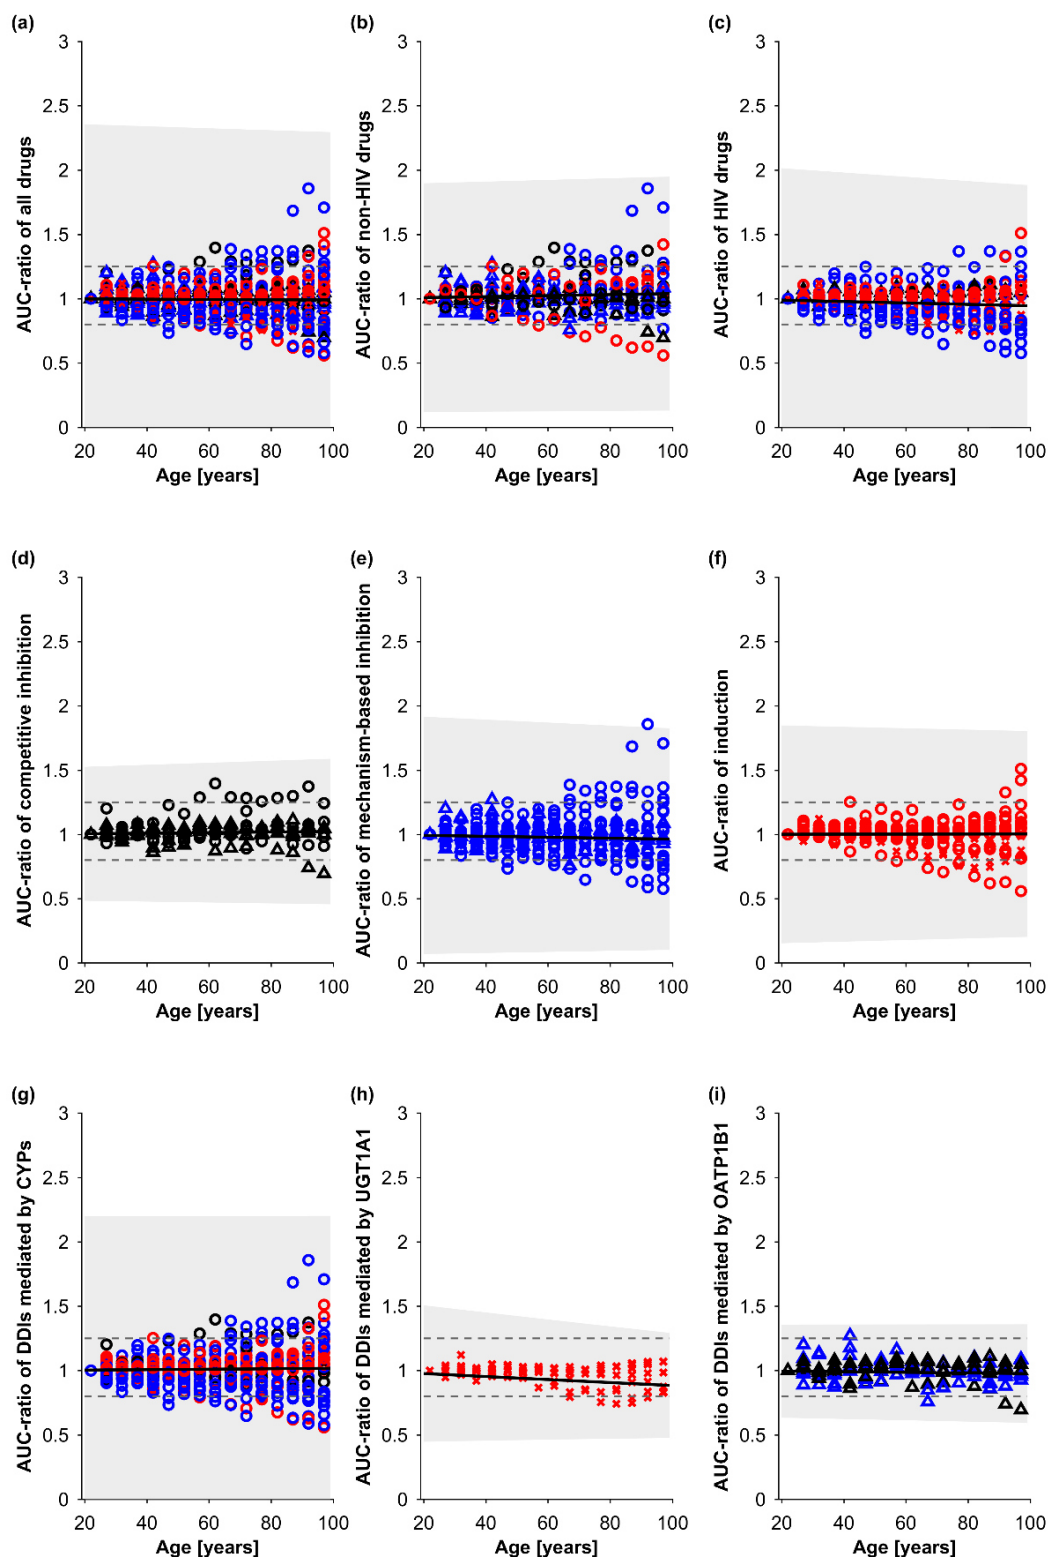 (a)
3
2.5
2
1.5
1
0.5
0
AUC-ratio of all drugs
20 40 60 80 100
Age [years]
(b)
3
2.5
2
1.5
1
0.5
0
AUC-ratio of non-HIV drugs
20 40 60 80 100
Age [years]
(c)
3
2.5
2
1.5
1
0.5
0
AUC-ratio of HIV drugs
20 40 60 80 100
Age [years]
(d)
3
2.5
2
1.5
1
0.5
0
AUC-ratio of competitive inhibition
20 40 60 80 100
Age [years]
(e)
3
2.5
2
1.5
1
0.5
0
AUC-ratio of mechanism-based inhibition
20 40 60 80 100
Age [years]
(f)
3
2.5
2
1.5
1
0.5
0
AUC-ratio of induction
20 40 60 80 100
Age [years]
(g)
3
2.5
2
1.5
1
0.5
0
AUC-ratio of DDIs mediated by CYPs
20 40 60 80 100
Age [years]
(h)
3
2.5
2
1.5
1
0.5
0
AUC-ratio of DDIs mediated by UGT1A1
20 40 60 80 100
Age [years]
(i)
3
2.5
2
1.5
1
0.5
0
AUC-ratio of DDIs mediated by OATP1B1
20 40 60 80 100
Age [years]